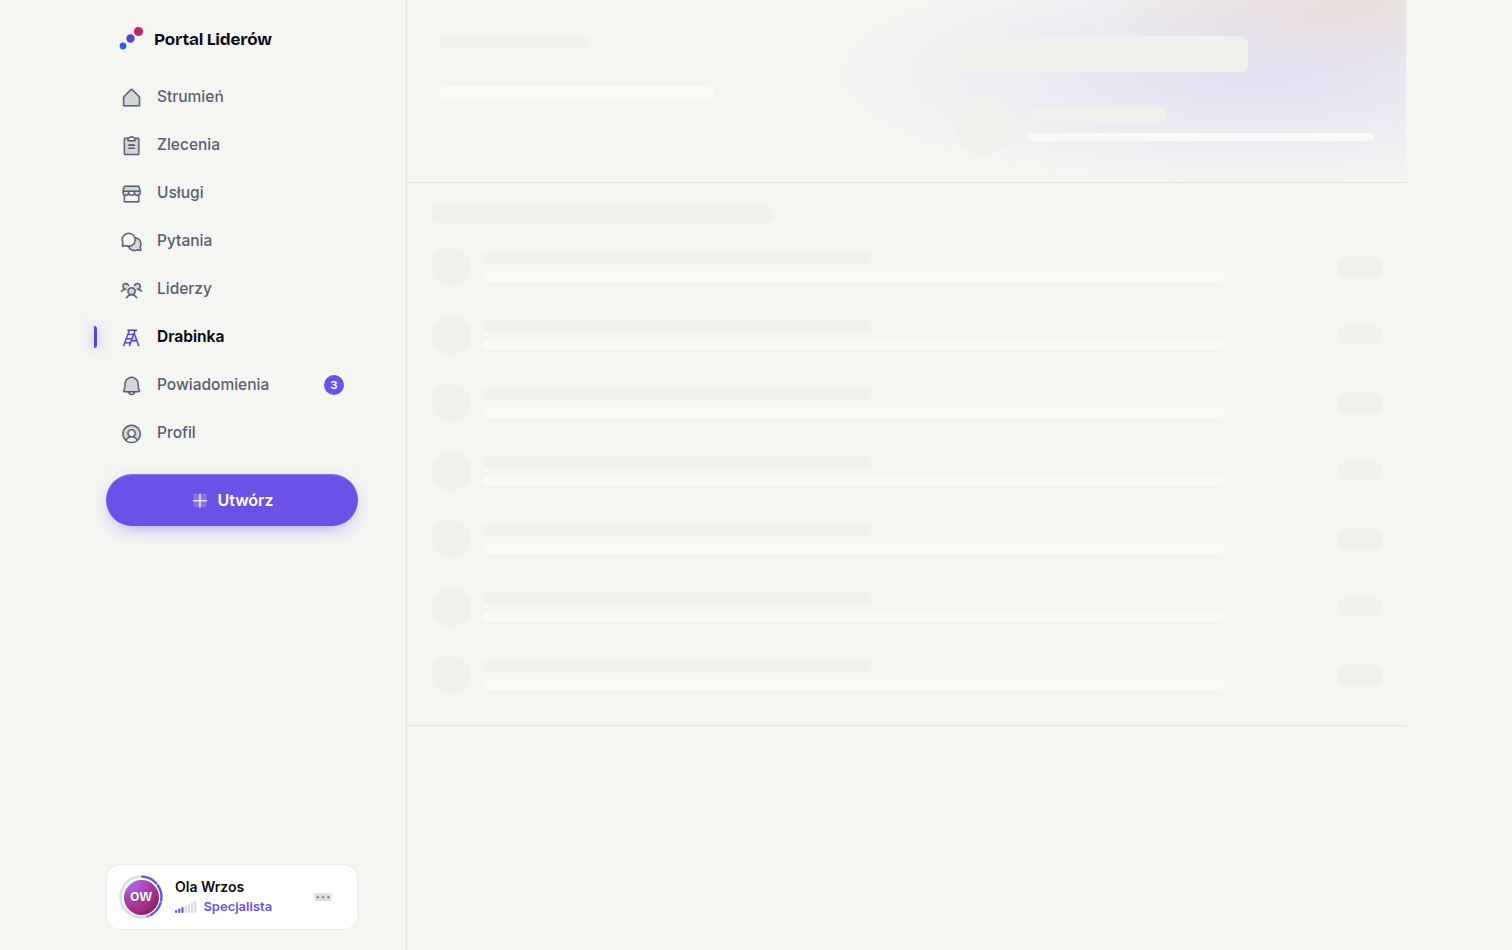 Portal Liderów
Strumień
Zlecenia
Usługi
Pytania
Liderzy
Drabinka
Powiadomienia 3
Profil
Utwórz
OW
Ola Wrzos
Specjalista